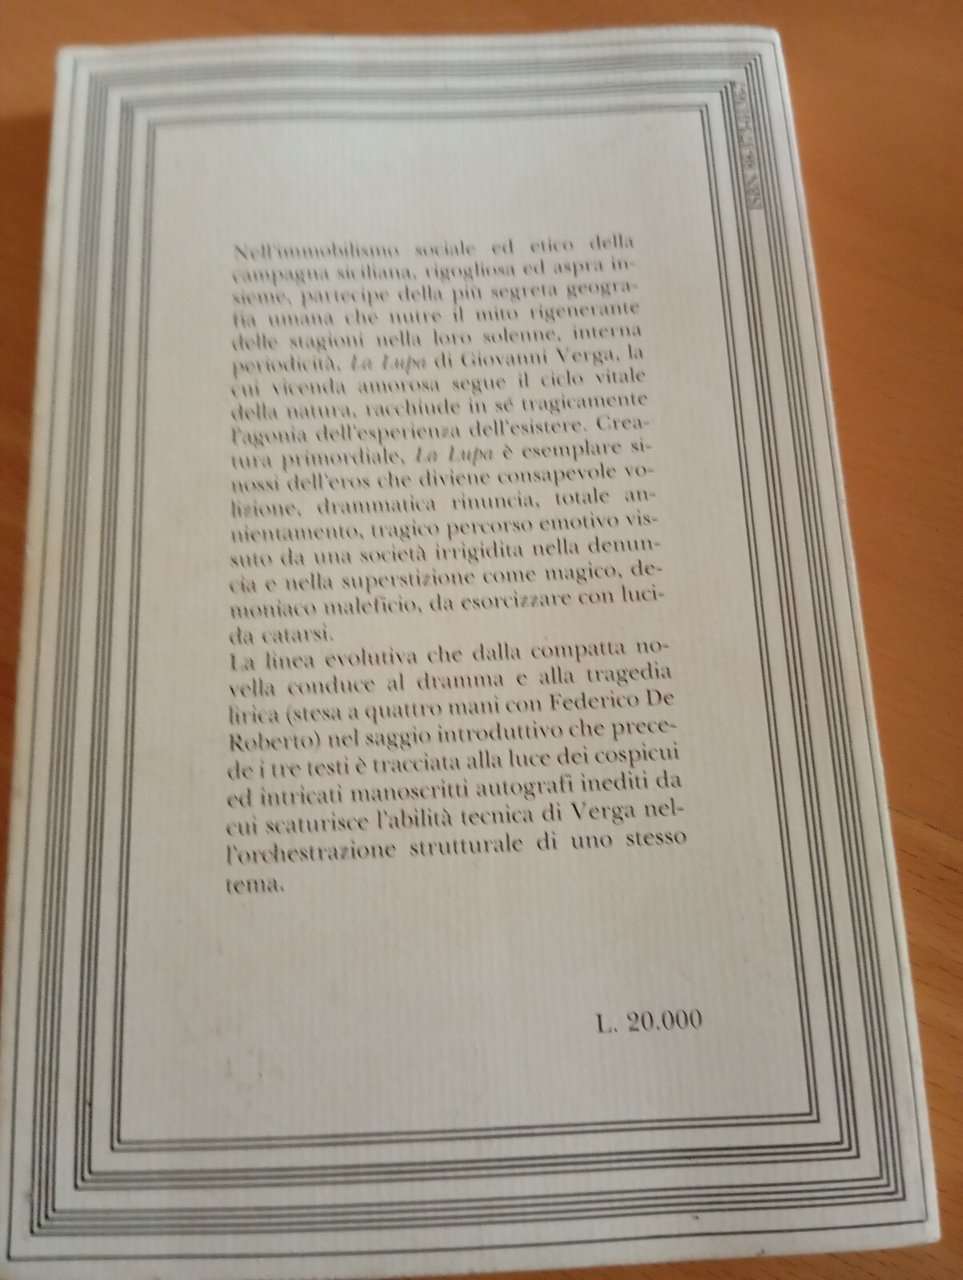 Nell'immobilismo sociale ed etico della
campagna siciliana, rigogliosa ed aspra in-
sieme, partecipe della più segreta geogra-
fia umana che nutre il mito rigenerante
delle stagioni nella loro solenne, interna
periodicità, La Lupa di Giovanni Verga, la
cui vicenda amorosa segue il ciclo vitale
della natura, racchiude in sé tragicamente
l'agonia dell'esperienza dell'esistere. Crea-
tura primordiale, La Lupa è esemplare si-
nossi dell'eros che diviene consapevole vo-
lizione, drammatica rinuncia, totale an-
nientamento, tragico percorso emotivo vis-
suto da una società irrigidita nella denun-
cia e nella superstizione come magico, de-
moniaco maleficio, da esorcizzare con luci-
da catarsi.
La linea evolutiva che dalla compatta no-
vella conduce al dramma e alla tragedia
lirica (stesa a quattro mani con Federico De
Roberto) nel saggio introduttivo che prece-
de i tre testi è tracciata alla luce dei cospicui
ed intricati manoscritti autografi inediti da
cui scaturisce l'abilità tecnica di Verga nel-
l'orchestrazione strutturale di uno stesso
tema.
L. 20.000
ISBN